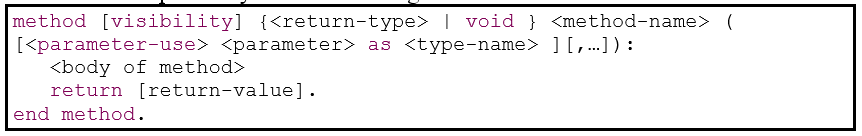 method [visibility] {<return-type> | void } <method-name> (
[<parameter-use> <parameter> as <type-name> ][,…]):
<body of method>
return [return-value].
end method.